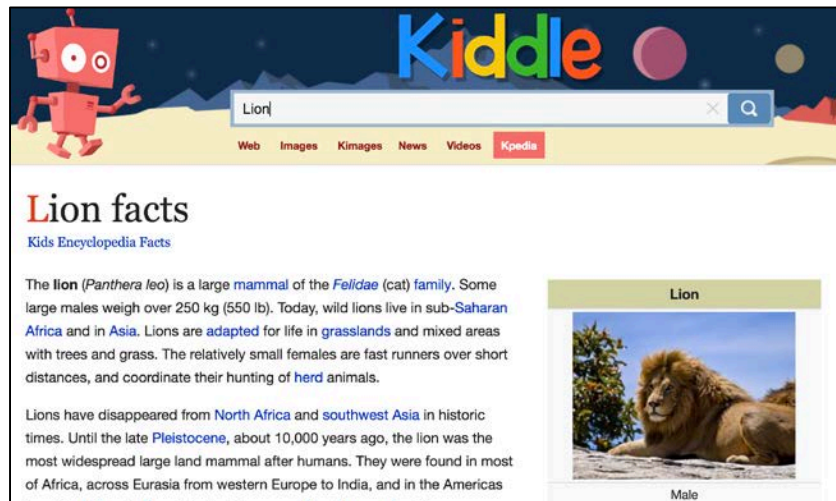 Kiddle
Lion
Web Images Kimages News Videos Kpedia
Lion facts
Kids Encyclopedia Facts
The lion (Panthera leo) is a large mammal of the Felidae (cat) family. Some
large males weigh over 250 kg (550 lb). Today, wild lions live in sub-Saharan
Africa and in Asia. Lions are adapted for life in grasslands and mixed areas
with trees and grass. The relatively small females are fast runners over short
distances, and coordinate their hunting of herd animals.
Lions have disappeared from North Africa and southwest Asia in historic
times. Until the late Pleistocene, about 10,000 years ago, the lion was the
most widespread large land mammal after humans. They were found in most
of Africa, across Eurasia from western Europe to India, and in the Americas
Lion
Male